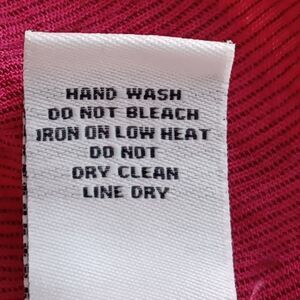 HAND WASH
DO NOT BLEACH
IRON ON LOW HEAT
DO NOT
DRY CLEAN
LINE DRY